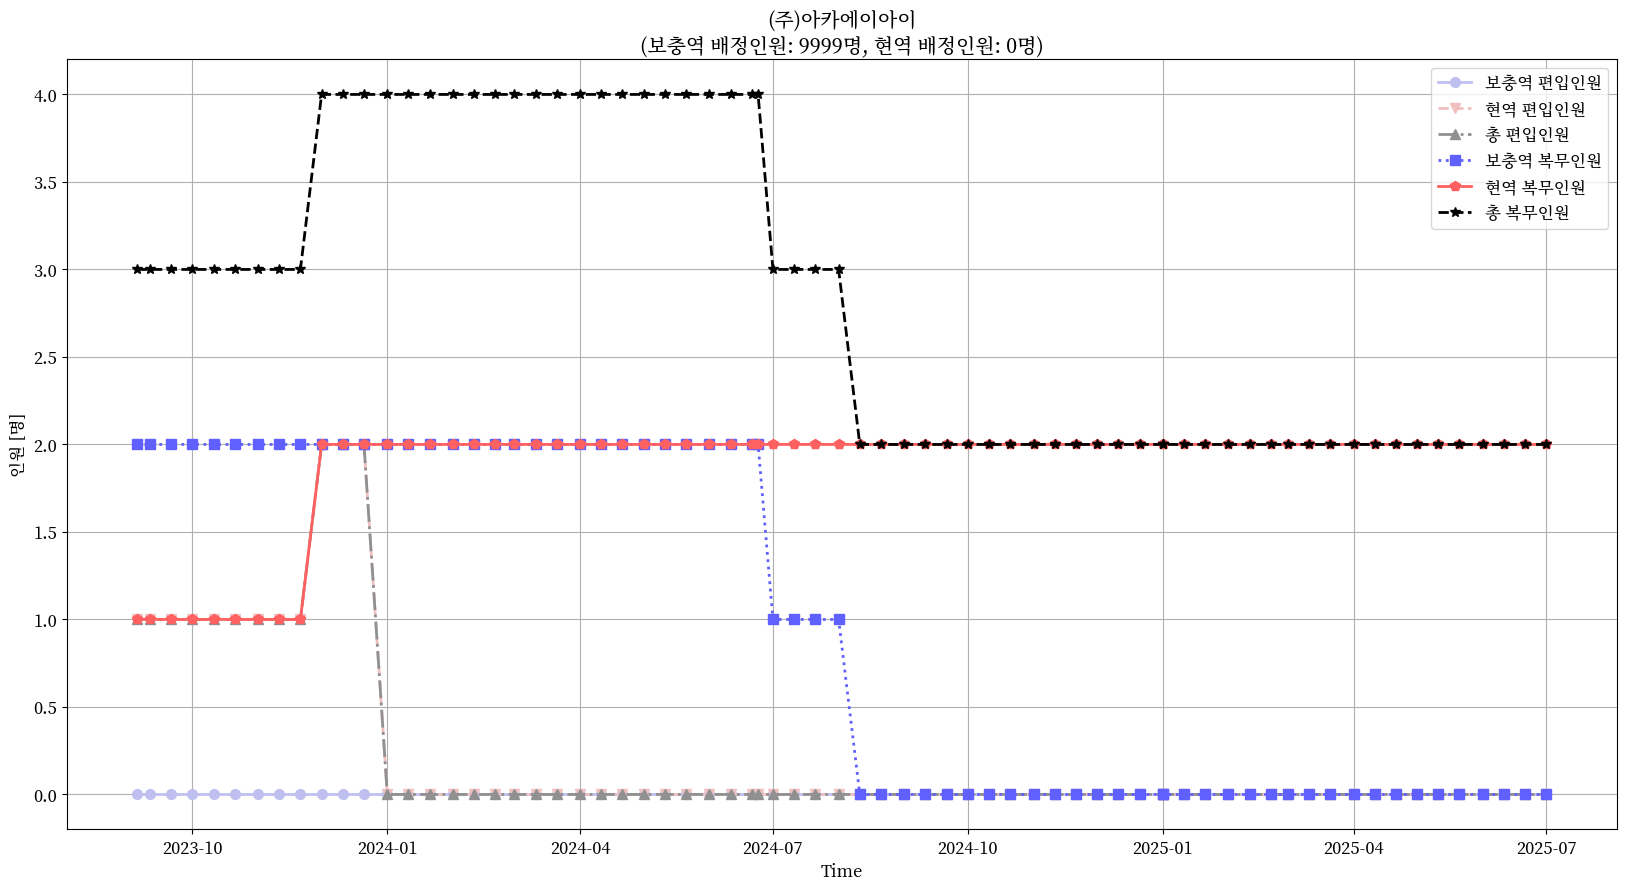 (주)아카에이아이
(보충역 배정인원: 9999명, 현역 배정인원: 0명)
보충역 편입인원
현역 편입인원
총 편입인원
보충역 복무인원
현역 복무인원
총 복무인원
인원 [명]
4.0
3.5
3.0
2.5
2.0
1.5
1.0
0.5
0.0
2023-10
2024-01
2024-04
2024-07
2024-10
2025-01
2025-04
2025-07
Time